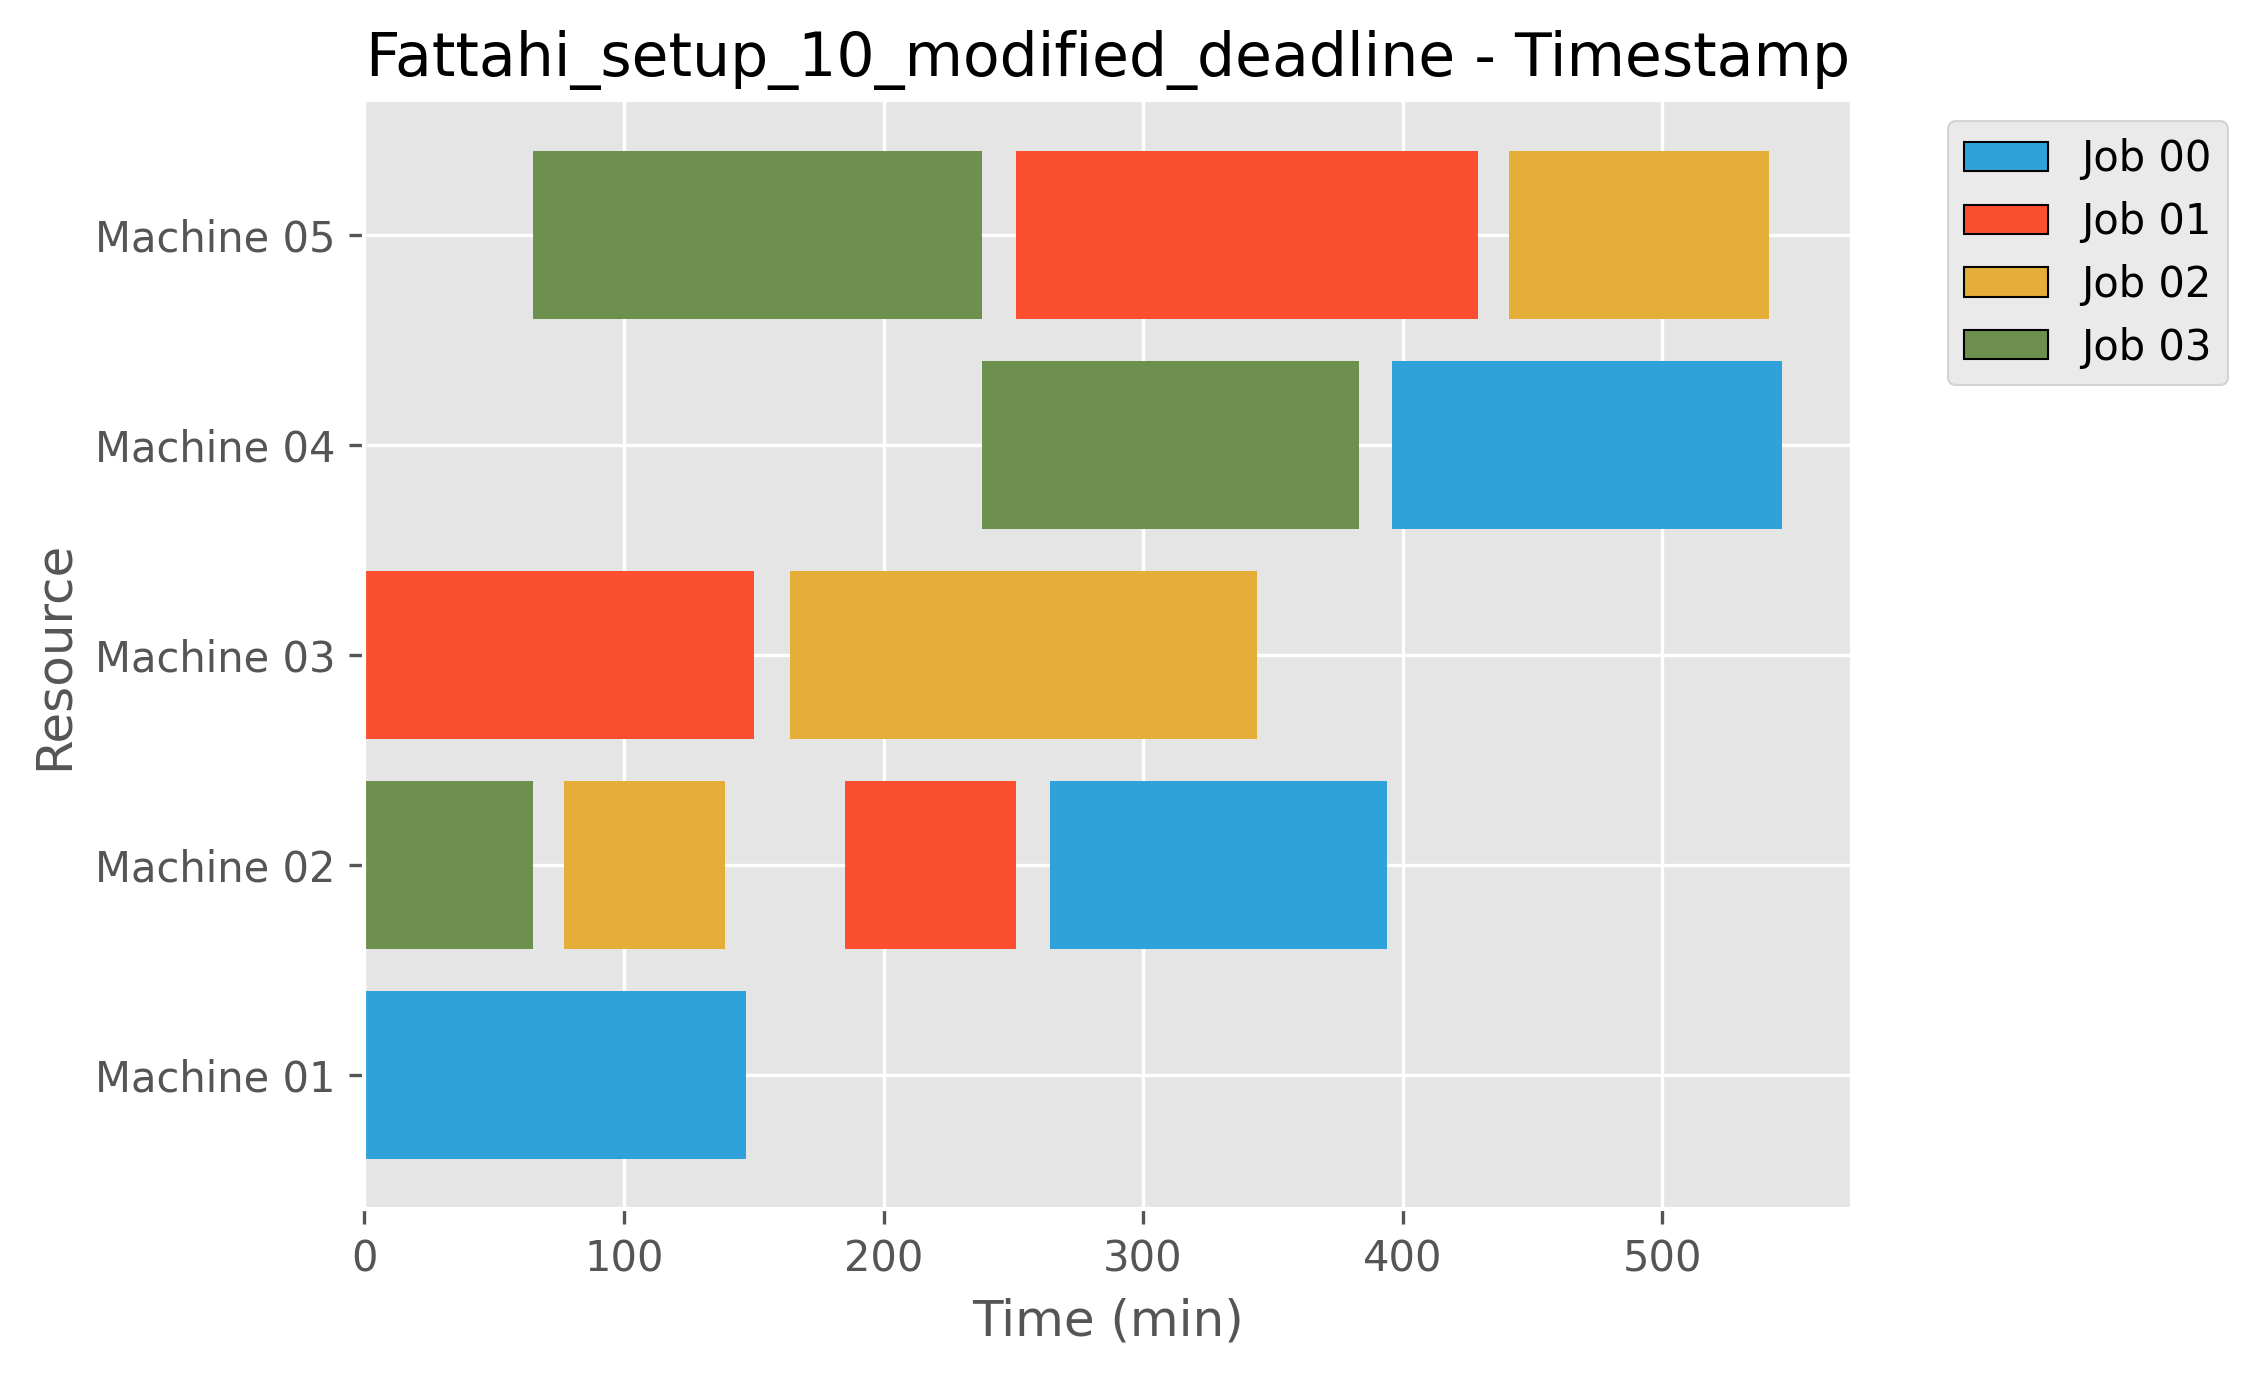 Fattahi_setup_10_modified_deadline - Timestamp
Job 00
Job 01
Job 02
Job 03
Machine 05
Machine 04
Machine 03
Machine 02
Machine 01
Resource
0 100 200 300 400 500
Time (min)